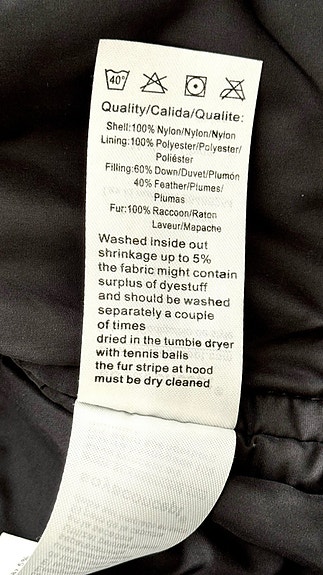 40°
Quality/Calida/Qualite:
Shell:100% Nylon/Nylon/Nylon
Lining:100% Polyester/Polyester/
Poliéster
Filling:60% Down/Duvet/Plumón
40% Feather/Plumes/
Plumas
Fur:100% Raccoon/Raton
Laveur/Mapache
Washed inside out
shrinkage up to 5%
the fabric might contain
surplus of dyestuff
and should be washed
separately a couple
of times
dried in the tumbie dryer
with tennis balls
the fur stripe at hood
must be dry cleaned